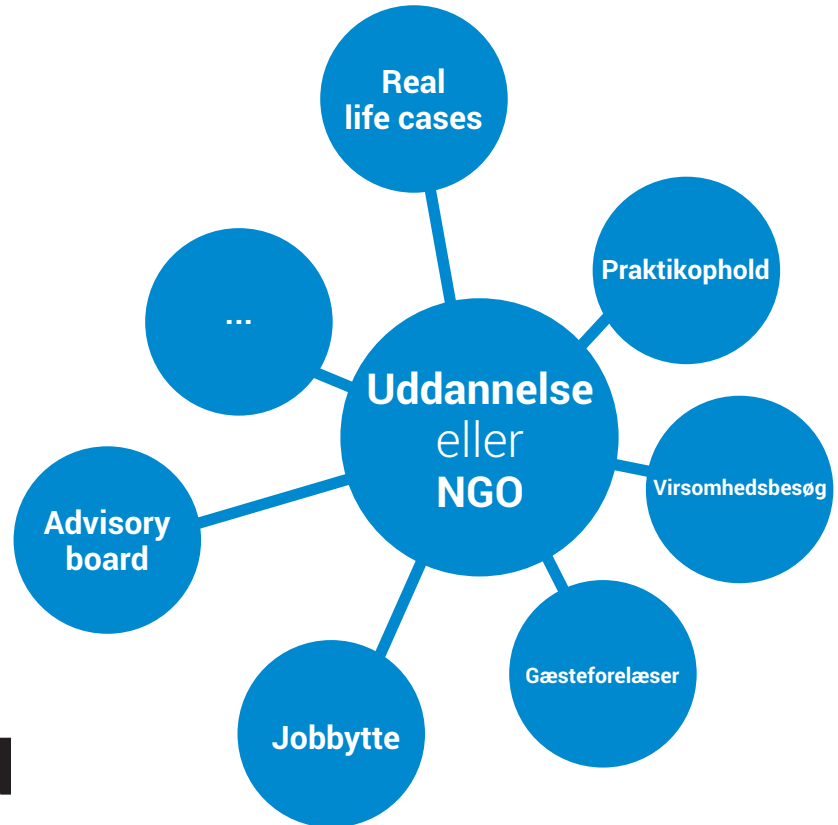 Real
life cases
Praktikophold
...
Uddannelse
eller
NGO
Virsomhedsbesøg
Advisory
board
Gæsteforelæser
Jobbytte